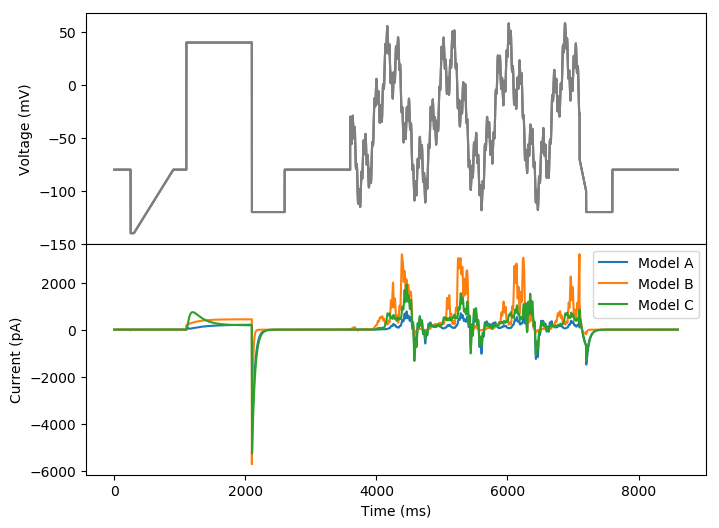 50
0
−50
−100
−150
Voltage (mV)
2000
0
−2000
−4000
−6000
Current (pA)
Model A
Model B
Model C
0
2000
4000
6000
8000
Time (ms)